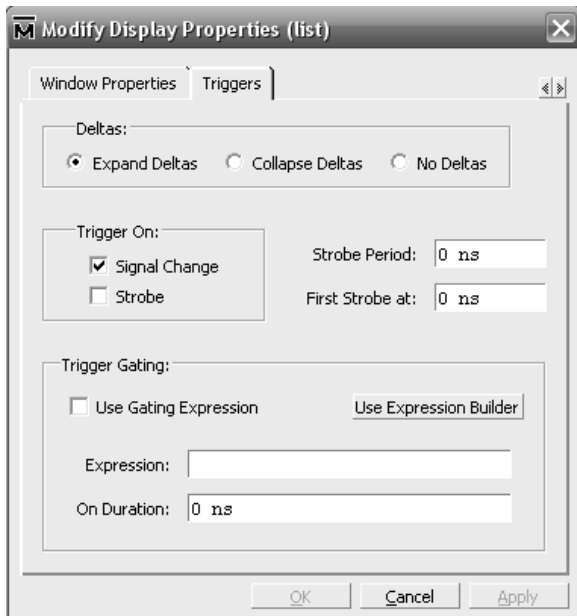 Modify Display Properties (list)
Window Properties Triggers
Deltas:
Expand Deltas Collapse Deltas No Deltas
Trigger On:
Signal Change
Strobe
Strobe Period: 0 ns
First Strobe at: 0 ns
Trigger Gating:
Use Gating Expression Use Expression Builder
Expression:
On Duration: 0 ns
OK Cancel Apply